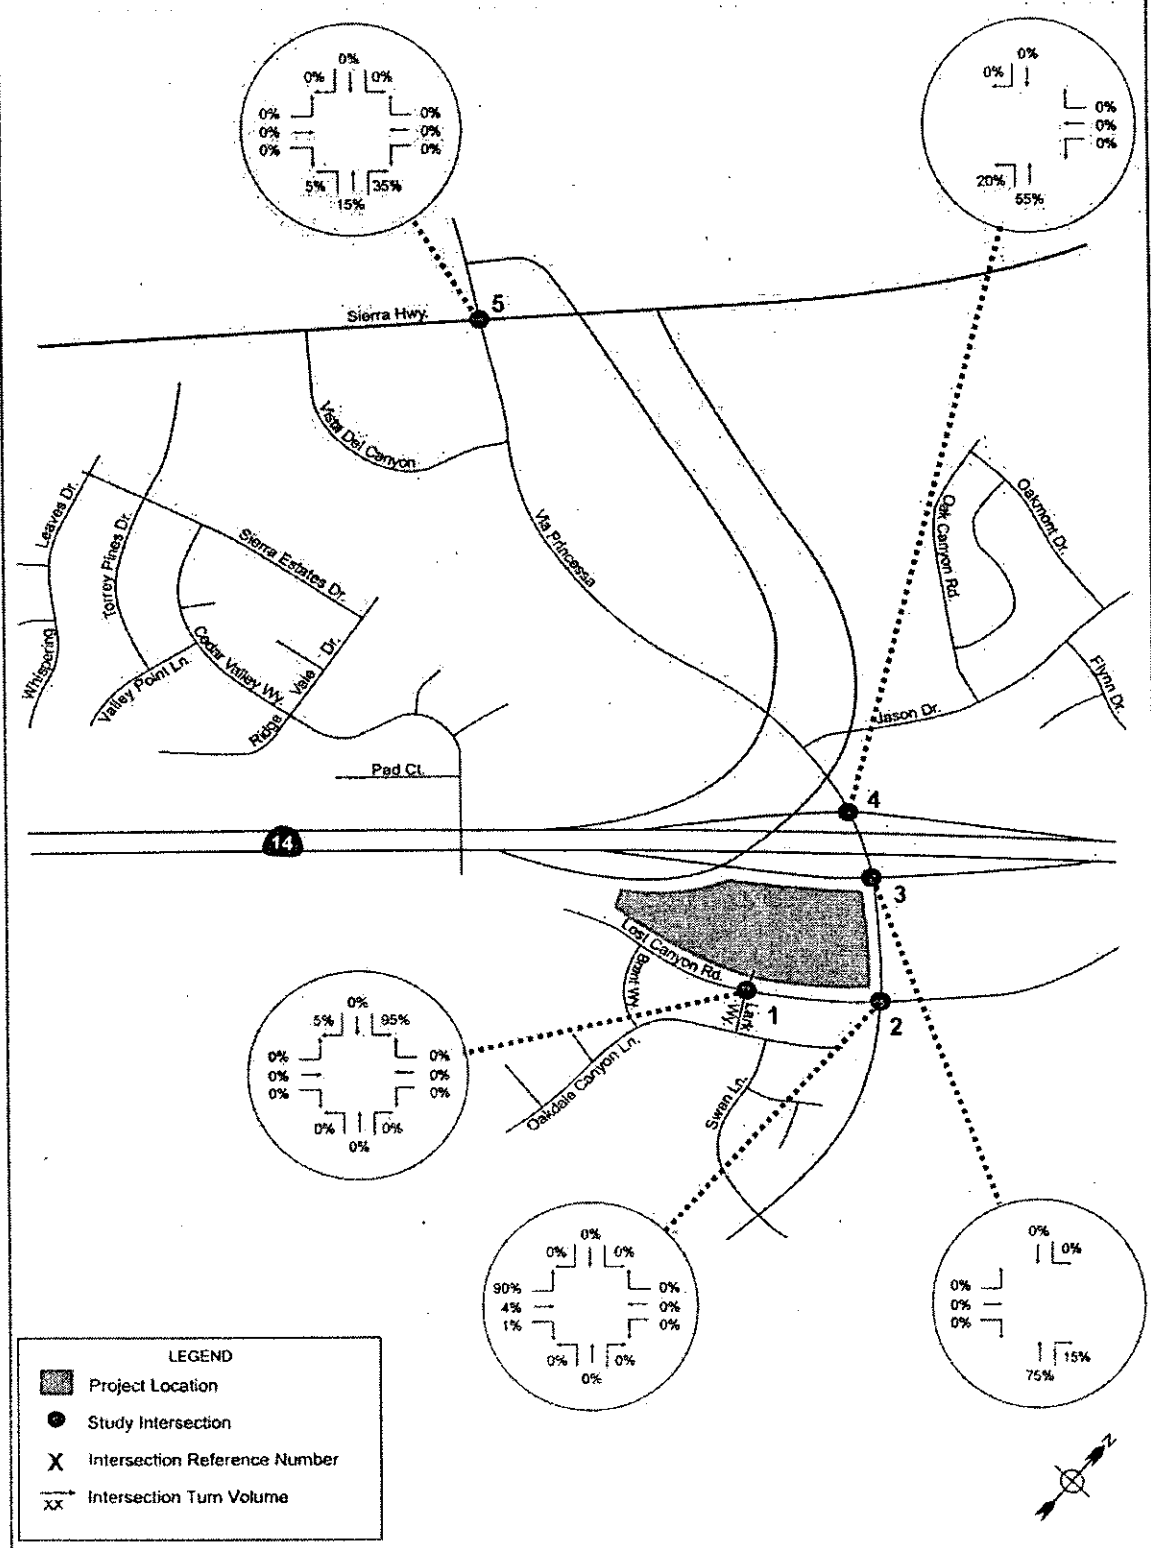 0%
0% 0%
0% 0%
0% 0%
0% 0%
5% 35%
15%
0%
0%
0%
0%
0%
20%
55%
5
Sierra Hwy.
Vista Del Canyon
Via Princessa
Leaves Dr.
Torrey Pines Dr.
Sierra Estates Dr.
Whispering
Valley Point Ln.
Cedar Valley Wy.
Vale Dr.
Ridge
Pad Ct.
Oak Canyon Rd.
Oakmont Dr.
Flynn Dr.
Jason Dr.
4
14
3
Lost Canyon Rd.
Brant Wy.
Lark Wy.
1
2
Oakdale Canyon Ln.
Swan Ln.
0%
5% 95%
0% 0%
0% 0%
0% 0%
0% 0%
0%
0%
0% 0%
90% 0%
4% 0%
1% 0%
0% 0%
0%
0%
0%
0%
0%
0%
15%
75%
LEGEND
Project Location
Study Intersection
X Intersection Reference Number
XX Intersection Turn Volume
N